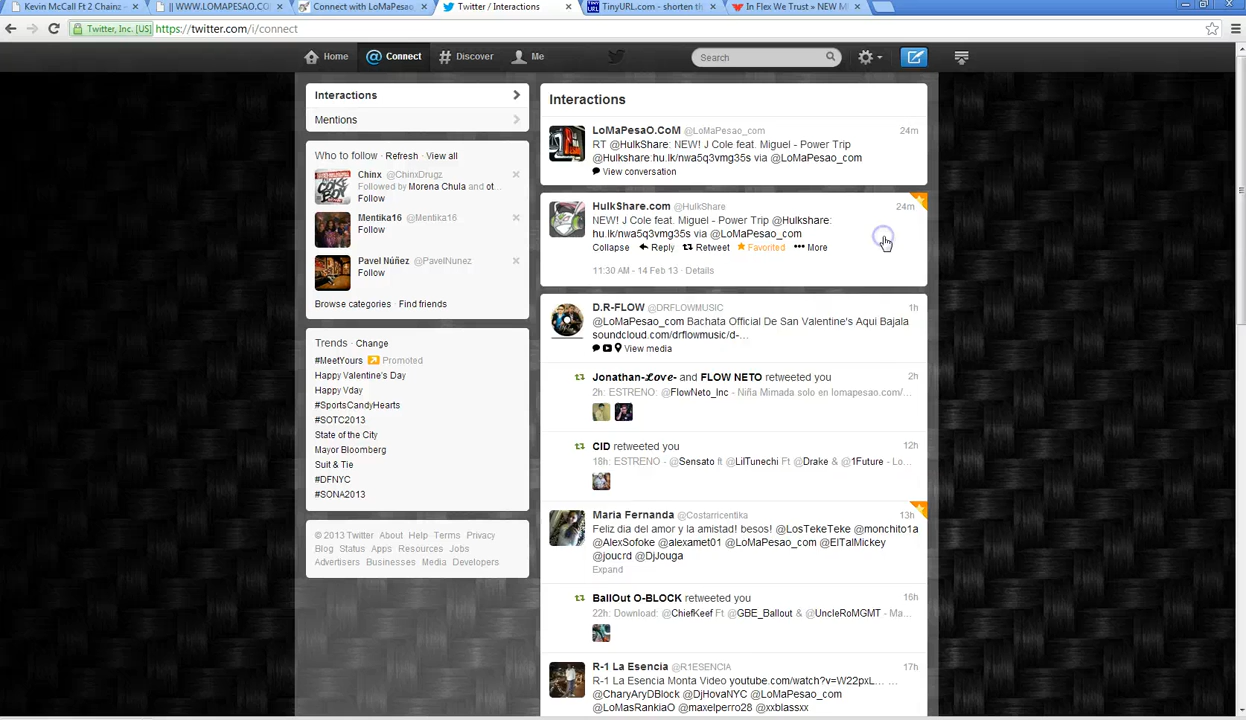 Kevin McCall Ft 2 Chainz -
|| WWW.LOMAPESAO.CO
Connect with LoMaPesao
Twitter / Interactions
TinyURL.com - shorten th
In Flex We Trust » NEW M
Twitter, Inc. [US] https://twitter.com/i/connect
Home
Connect
Discover
Me
Search
Interactions
Mentions
Who to follow · Refresh · View all
Chinx @ChinxDrugz
Followed by Morena Chula and ot...
Follow
Mentika16 @Mentika16
Follow
Pavel Núñez @PavelNunez
Follow
Browse categories · Find friends
Trends · Change
#MeetYours Promoted
Happy Valentine's Day
Happy Vday
#SportsCandyHearts
#SOTC2013
State of the City
Mayor Bloomberg
Suit & Tie
#DFNYC
#SONA2013
© 2013 Twitter About Help Terms Privacy
Blog Status Apps Resources Jobs
Advertisers Businesses Media Developers
Interactions
LoMaPesaO.CoM @LoMaPesao_com 24m
RT @HulkShare: NEW! J Cole feat. Miguel - Power Trip
@Hulkshare:hu.lk/nwa5q3vmg35s via @LoMaPesao_com
View conversation
HulkShare.com @HulkShare 24m
NEW! J Cole feat. Miguel - Power Trip @Hulkshare:
hu.lk/nwa5q3vmg35s via @LoMaPesao_com
Collapse Reply Retweet Favorited More
11:30 AM - 14 Feb 13 · Details
D.R-FLOW @DRFLOWMUSIC 1h
@LoMaPesao_com Bachata Official De San Valentine's Aqui Bajala
soundcloud.com/drflowmusic/d-...
View media
Jonathan-Love- and FLOW NETO retweeted you 2h
2h: ESTRENO: @FlowNeto_Inc - Niña Mimada solo en lomapesao.com/...
CID retweeted you 12h
18h: ESTRENO - @Sensato ft @LilTunechi Ft @Drake & @1Future - Lo...
Maria Fernanda @Costarricentika 13h
Feliz dia del amor y la amistad! besos! @LosTekeTeke @monchito1a
@AlexSofoke @alexamet01 @LoMaPesao_com @ElTalMickey
@joucrd @DjJouga
Expand
BallOut O-BLOCK retweeted you 16h
22h: Download: @ChiefKeef Ft @GBE_Ballout & @UncleRoMGMT - Ma...
R-1 La Esencia @R1ESENCIA 17h
R-1 La Esencia Monta Video youtube.com/watch?v=W22pxL... ...
@CharyAryDBlock @DjHovaNYC @LoMaPesao_com
@LoMasRankiaO @maxelperro28 @xxblassxx